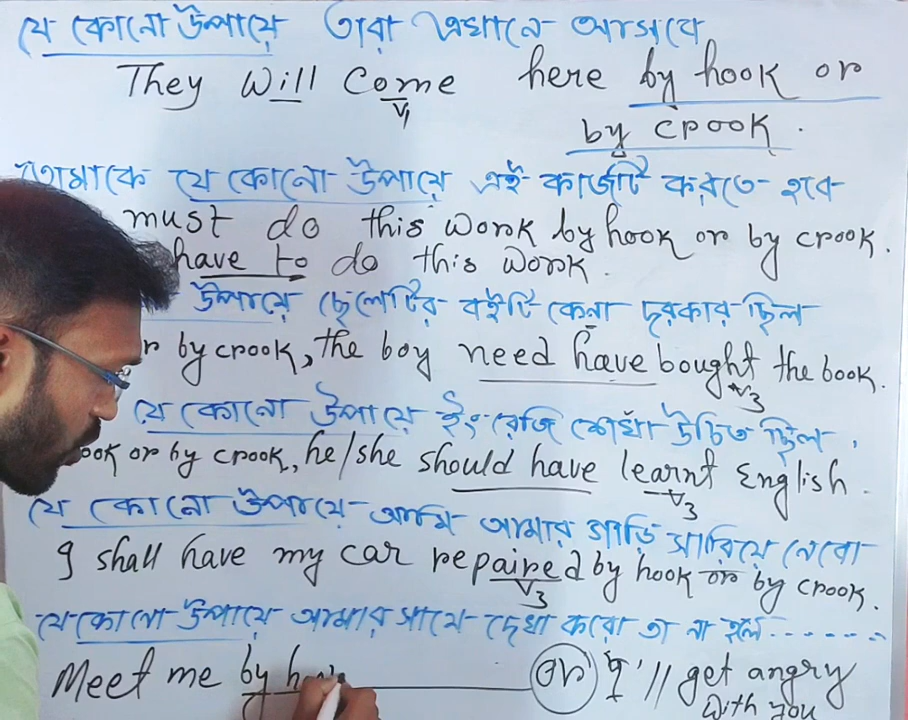 যে কোনো উপায়ে তারা এখানে আসবে
They will come here by hook or
V1
by crook.
তোমাকে যে কোনো উপায়ে এই কাজটি করতে হবে
must do this work by hook or by crook.
have to do this work.
উপায়ে ছেলেটির বইটি কেনা দরকার ছিল
by crook, the boy need have bought the book.
V3
যে কোনো উপায়ে ইংরেজি শেখা উচিত ছিল,
or by crook, he/she should have learnt English.
V3
যে কোনো উপায়ে আমি আমার গাড়ি সারিয়ে নেবো
I shall have my car repaired by hook or by crook.
V3
যে কোনো উপায়ে আমার সাথে দেখা করো তা না হলে.......
Meet me by or I'll get angry
with you